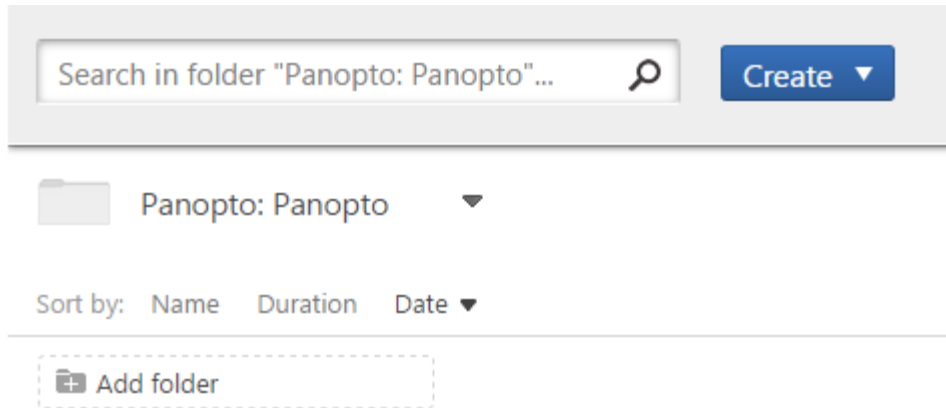 Search in folder "Panopto: Panopto"... Create
Panopto: Panopto
Sort by: Name Duration Date
Add folder